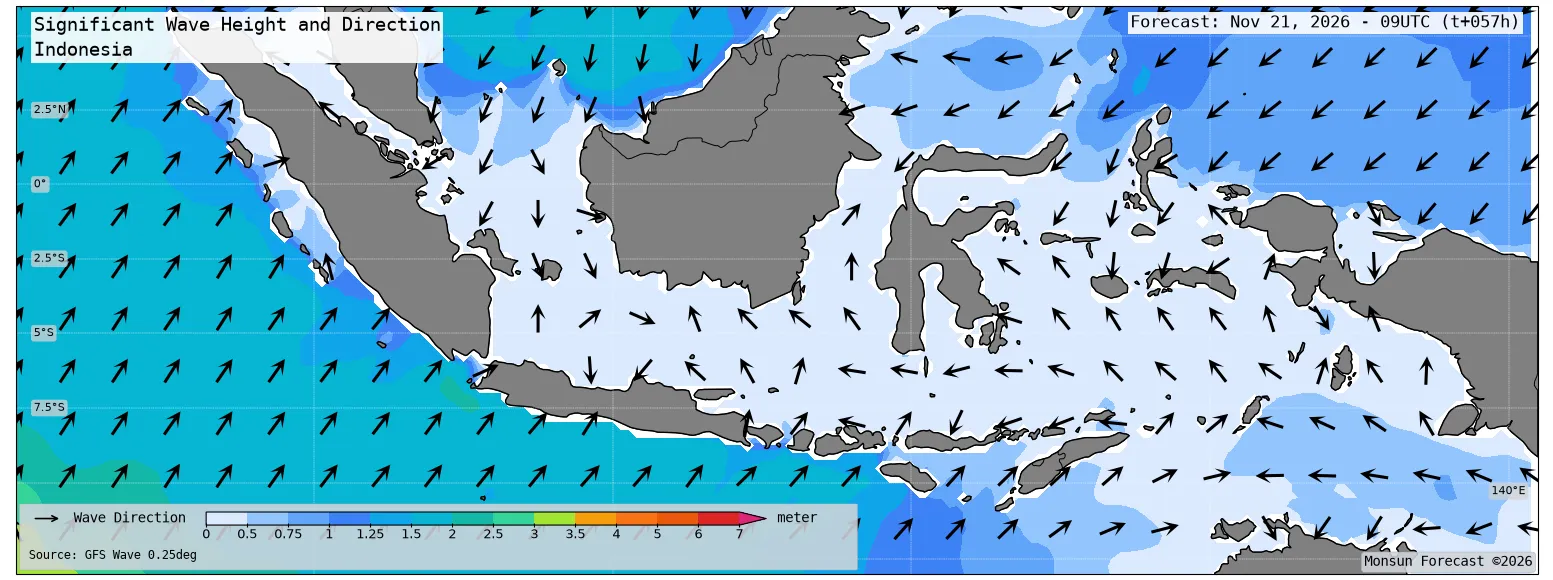 Significant Wave Height and Direction
Indonesia
Forecast: Nov 21, 2026 - 09UTC (t+057h)
2.5°N
0°
2.5°S
5°S
7.5°S
140°E
Wave Direction
meter
0 0.5 0.75 1 1.25 1.5 2 2.5 3 3.5 4 5 6 7
Source: GFS Wave 0.25deg
Monsun Forecast ©2026